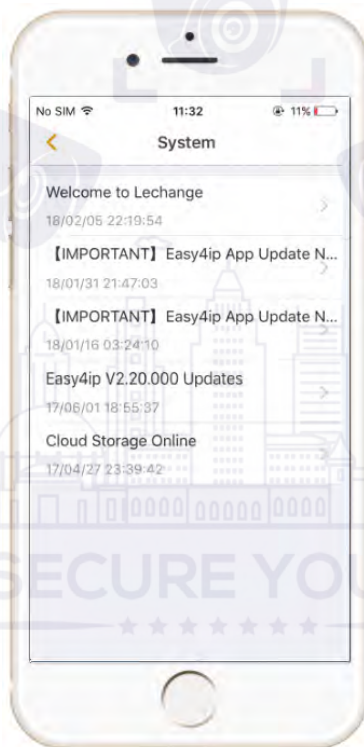 No SIM 11:32 11%
System
Welcome to Lechange
18/02/05 22:19:54
【IMPORTANT】Easy4ip App Update N...
18/01/31 21:47:03
【IMPORTANT】Easy4ip App Update N...
18/01/16 03:24:10
Easy4ip V2.20.000 Updates
17/06/01 18:55:37
Cloud Storage Online
17/04/27 23:39:42
SECURE YOU